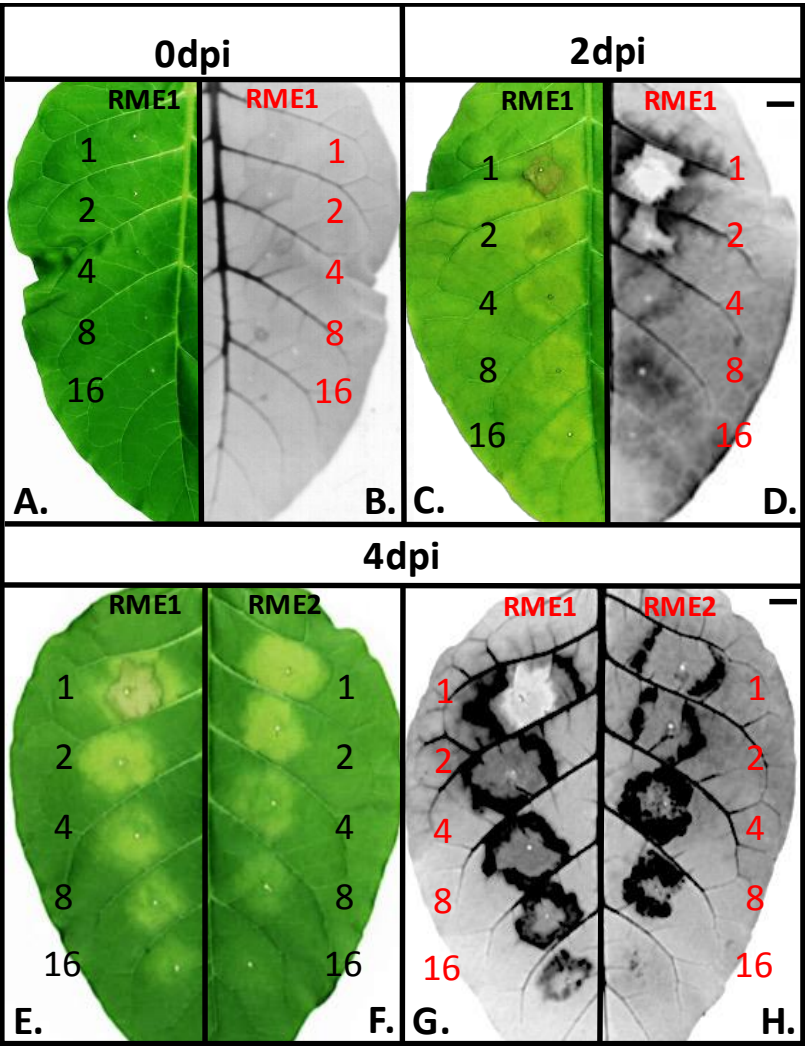 0dpi 2dpi
RME1 RME1 RME1 RME1
1 1 1 1
2 2 2 2
4 4 4 4
8 8 8 8
16 16 16 16
A. B. C. D.
4dpi
RME1 RME2 RME1 RME2
1 1 1 1
2 2 2 2
4 4 4 4
8 8 8 8
16 16 16 16
E. F. G. H.